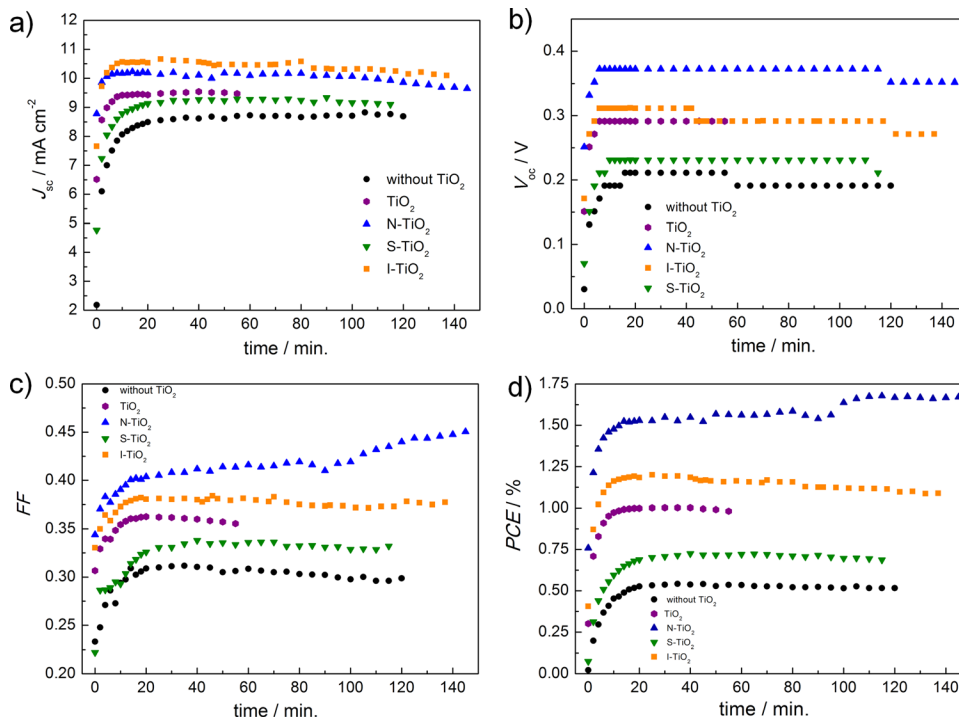 a)
12
11
10
9
8
7
6
5
4
3
2
J_sc / mA cm⁻²
without TiO₂
TiO₂
N-TiO₂
S-TiO₂
I-TiO₂
0 20 40 60 80 100 120 140
time / min.
b)
0.4
0.3
0.2
0.1
0.0
V_oc / V
without TiO₂
TiO₂
N-TiO₂
I-TiO₂
S-TiO₂
0 20 40 60 80 100 120 140
time / min.
c)
0.50
0.45
0.40
0.35
0.30
0.25
0.20
FF
without TiO₂
TiO₂
N-TiO₂
S-TiO₂
I-TiO₂
0 20 40 60 80 100 120 140
time / min.
d)
1.75
1.50
1.25
1.00
0.75
0.50
0.25
0.00
PCE / %
without TiO₂
TiO₂
N-TiO₂
S-TiO₂
I-TiO₂
0 20 40 60 80 100 120 140
time / min.